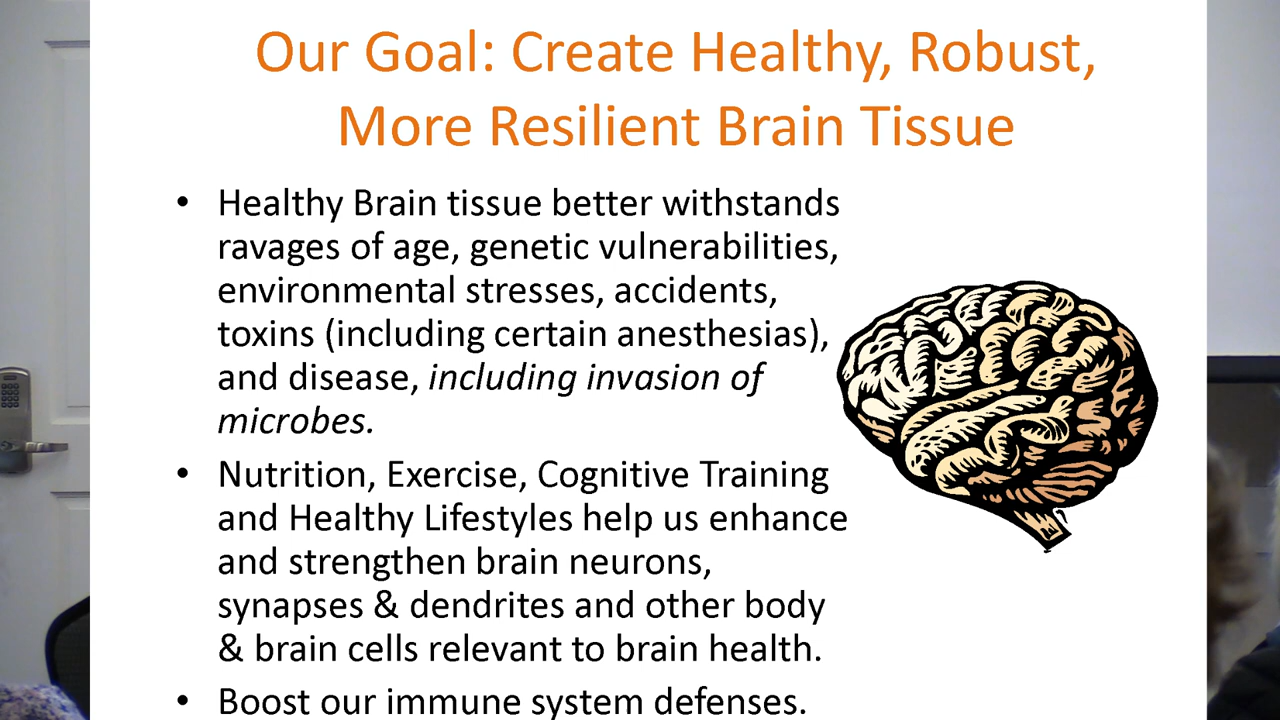 Our Goal: Create Healthy, Robust,
More Resilient Brain Tissue
• Healthy Brain tissue better withstands
ravages of age, genetic vulnerabilities,
environmental stresses, accidents,
toxins (including certain anesthesias),
and disease, including invasion of
microbes.
• Nutrition, Exercise, Cognitive Training
and Healthy Lifestyles help us enhance
and strengthen brain neurons,
synapses & dendrites and other body
& brain cells relevant to brain health.
• Boost our immune system defenses.